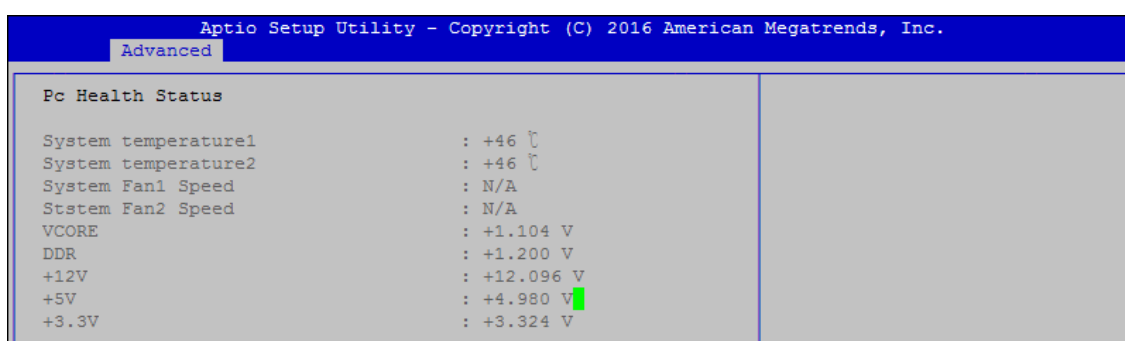 Aptio Setup Utility - Copyright (C) 2016 American Megatrends, Inc.
Advanced
Pc Health Status
System temperature1 : +46 ℃
System temperature2 : +46 ℃
System Fan1 Speed : N/A
Ststem Fan2 Speed : N/A
VCORE : +1.104 V
DDR : +1.200 V
+12V : +12.096 V
+5V : +4.980 V
+3.3V : +3.324 V